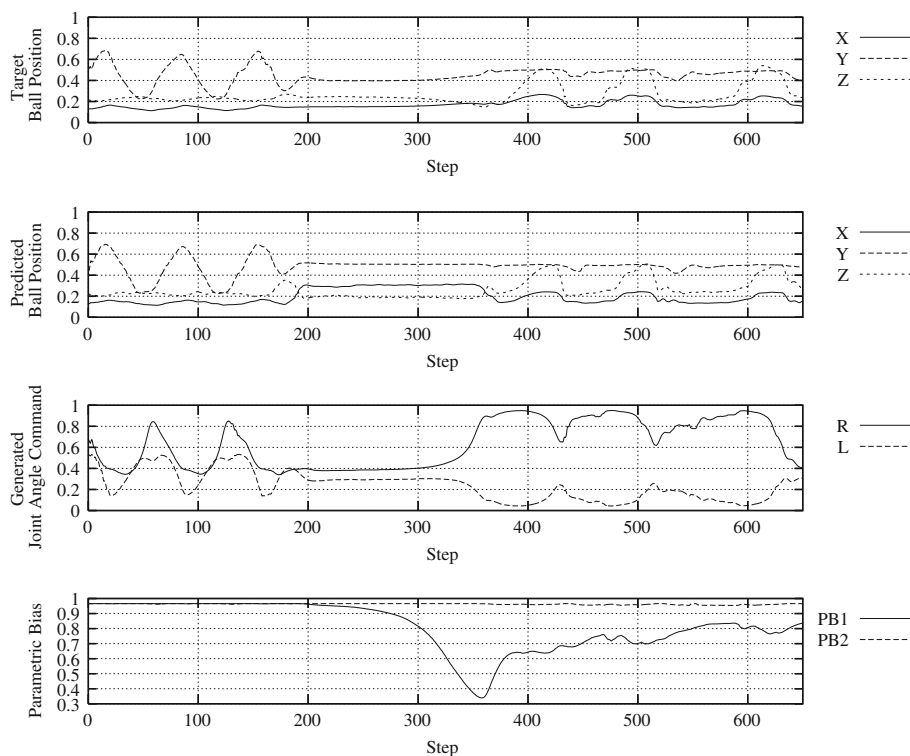 Target
Ball Position
1
0.8
0.6
0.4
0.2
0
0 100 200 300 400 500 600
Step
X
Y
Z
Predicted
Ball Position
1
0.8
0.6
0.4
0.2
0
0 100 200 300 400 500 600
Step
X
Y
Z
Generated
Joint Angle Command
1
0.8
0.6
0.4
0.2
0
0 100 200 300 400 500 600
Step
R
L
Parametric Bias
1
0.9
0.8
0.7
0.6
0.5
0.4
0.3
0 100 200 300 400 500 600
Step
PB1
PB2